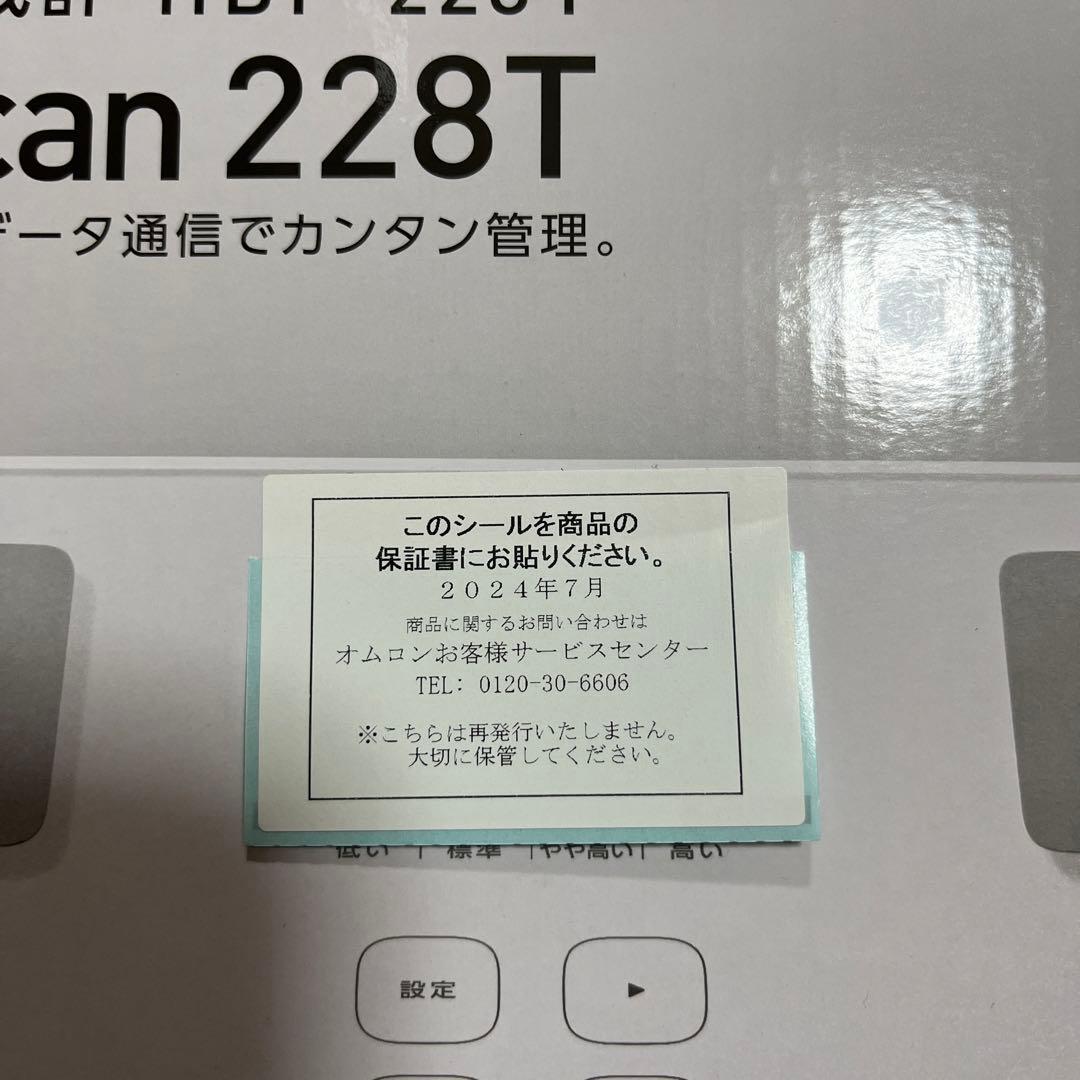 can 228T
データ通信でカンタン管理。
このシールを商品の
保証書にお貼りください。
2024年7月
商品に関するお問い合わせは
オムロンお客様サービスセンター
TEL: 0120-30-6606
※こちらは再発行いたしません。
大切に保管してください。
低い | 標準 | やや高い | 高い
設定 ▶